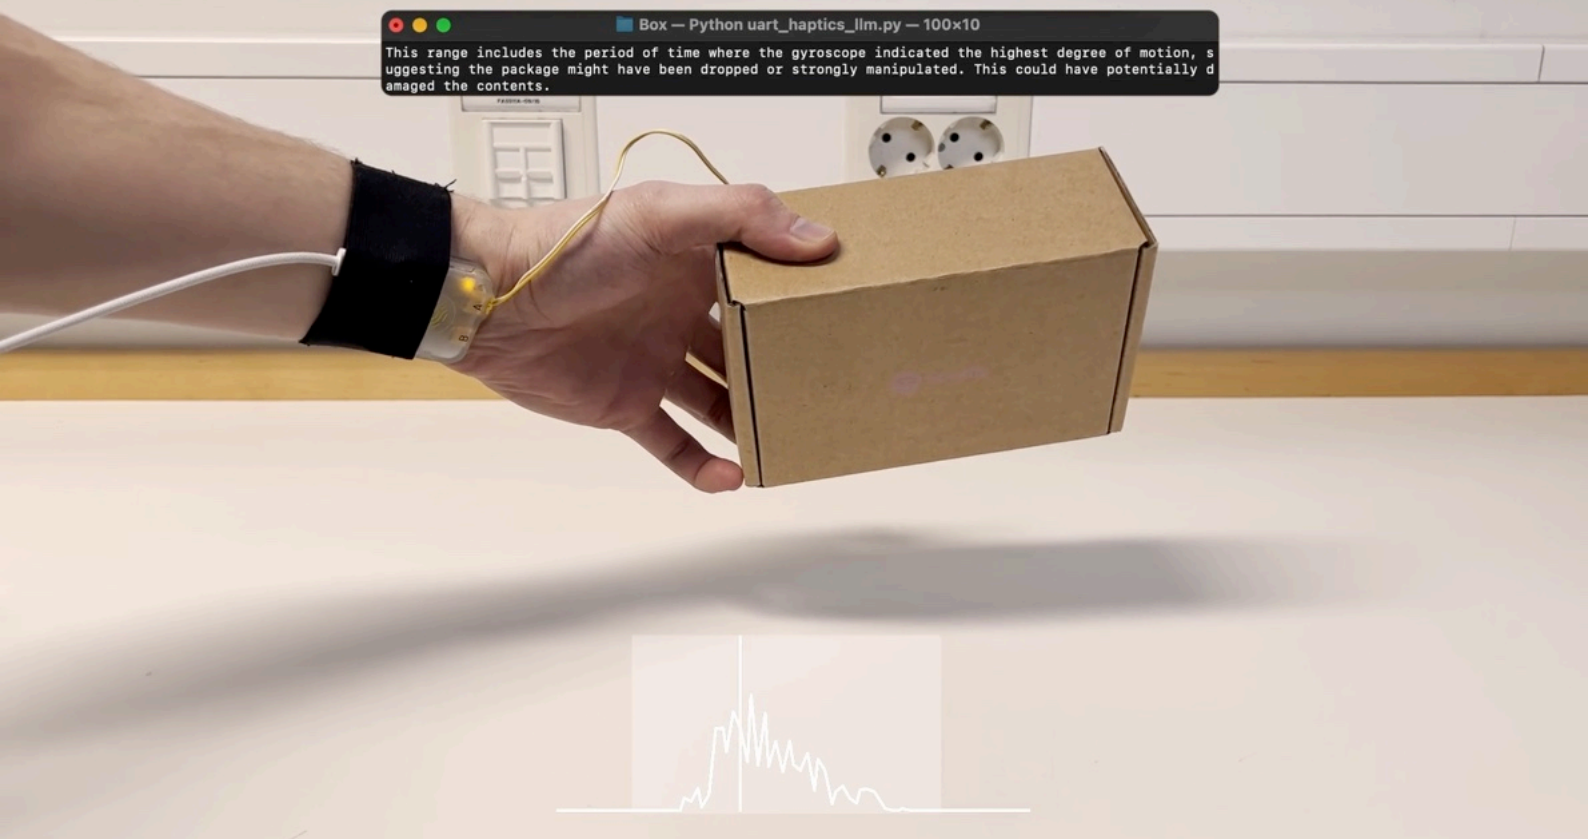 Box — Python uart_haptics_llm.py — 100×10
This range includes the period of time where the gyroscope indicated the highest degree of motion, s
uggesting the package might have been dropped or strongly manipulated. This could have potentially d
amaged the contents.
A
B